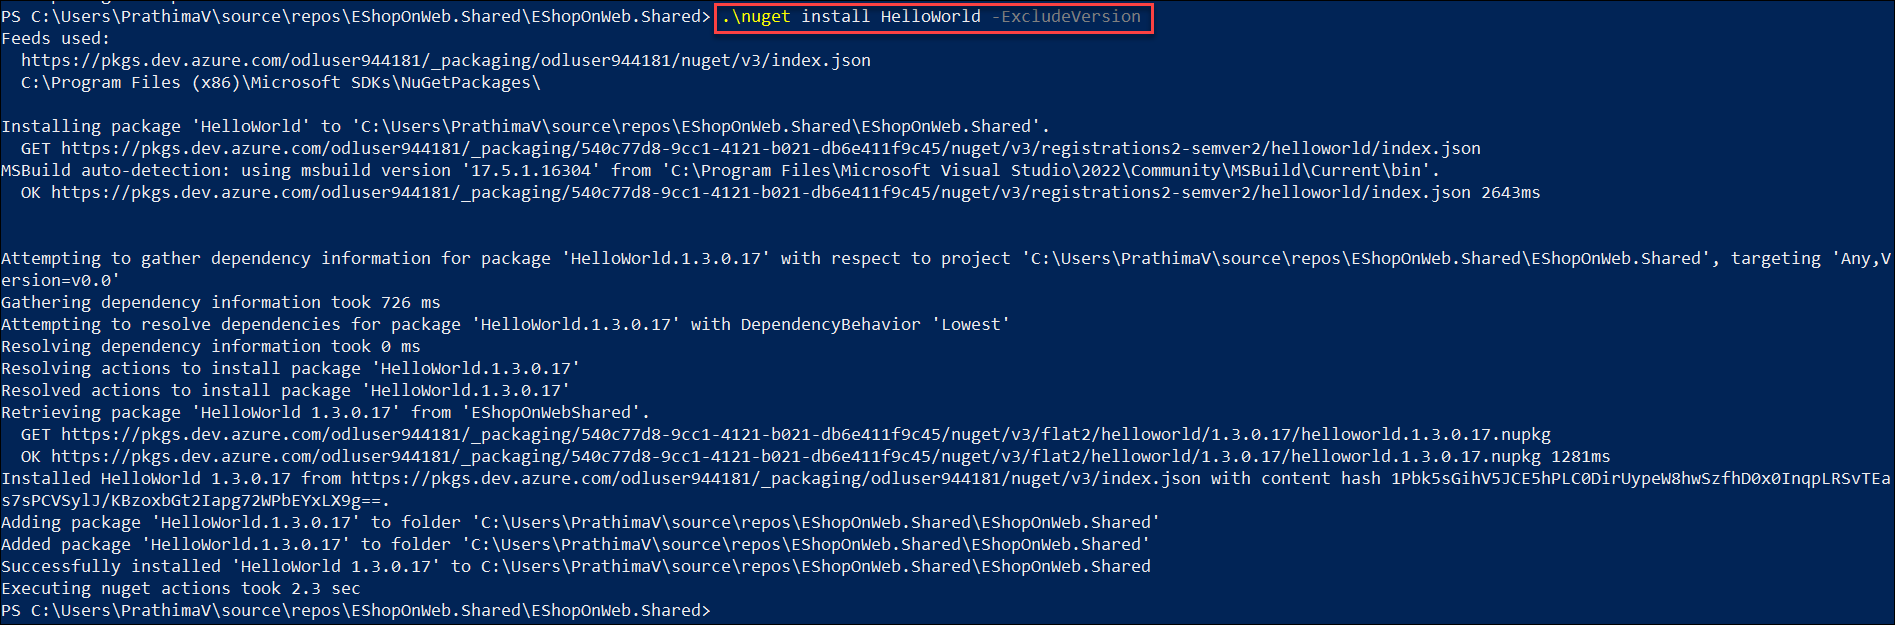 PS C:\Users\PrathimaV\source\repos\EShopOnWeb.Shared\EShopOnWeb.Shared> .\nuget install HelloWorld -ExcludeVersion
Feeds used:
  https://pkgs.dev.azure.com/odluser944181/_packaging/odluser944181/nuget/v3/index.json
  C:\Program Files (x86)\Microsoft SDKs\NuGetPackages\
Installing package 'HelloWorld' to 'C:\Users\PrathimaV\source\repos\EShopOnWeb.Shared\EShopOnWeb.Shared'.
  GET https://pkgs.dev.azure.com/odluser944181/_packaging/540c77d8-9cc1-4121-b021-db6e411f9c45/nuget/v3/registrations2-semver2/helloworld/index.json
MSBuild auto-detection: using msbuild version '17.5.1.16304' from 'C:\Program Files\Microsoft Visual Studio\2022\Community\MSBuild\Current\bin'.
  OK https://pkgs.dev.azure.com/odluser944181/_packaging/540c77d8-9cc1-4121-b021-db6e411f9c45/nuget/v3/registrations2-semver2/helloworld/index.json 2643ms
Attempting to gather dependency information for package 'HelloWorld.1.3.0.17' with respect to project 'C:\Users\PrathimaV\source\repos\EShopOnWeb.Shared\EShopOnWeb.Shared', targeting 'Any,V
ersion=v0.0'
Gathering dependency information took 726 ms
Attempting to resolve dependencies for package 'HelloWorld.1.3.0.17' with DependencyBehavior 'Lowest'
Resolving dependency information took 0 ms
Resolving actions to install package 'HelloWorld.1.3.0.17'
Resolved actions to install package 'HelloWorld.1.3.0.17'
Retrieving package 'HelloWorld 1.3.0.17' from 'EShopOnWebShared'.
  GET https://pkgs.dev.azure.com/odluser944181/_packaging/540c77d8-9cc1-4121-b021-db6e411f9c45/nuget/v3/flat2/helloworld/1.3.0.17/helloworld.1.3.0.17.nupkg
  OK https://pkgs.dev.azure.com/odluser944181/_packaging/540c77d8-9cc1-4121-b021-db6e411f9c45/nuget/v3/flat2/helloworld/1.3.0.17/helloworld.1.3.0.17.nupkg 1281ms
Installed HelloWorld 1.3.0.17 from https://pkgs.dev.azure.com/odluser944181/_packaging/odluser944181/nuget/v3/index.json with content hash 1Pbk5sGihV5JCE5hPLC0DirUypeW8hwSzfhD0x0InqpLRSvTEa
s7sPCVSylJ/KBzoxbGt2Iapg72WPbEYxLX9g==.
Adding package 'HelloWorld.1.3.0.17' to folder 'C:\Users\PrathimaV\source\repos\EShopOnWeb.Shared\EShopOnWeb.Shared'
Added package 'HelloWorld.1.3.0.17' to folder 'C:\Users\PrathimaV\source\repos\EShopOnWeb.Shared\EShopOnWeb.Shared'
Successfully installed 'HelloWorld 1.3.0.17' to C:\Users\PrathimaV\source\repos\EShopOnWeb.Shared\EShopOnWeb.Shared
Executing nuget actions took 2.3 sec
PS C:\Users\PrathimaV\source\repos\EShopOnWeb.Shared\EShopOnWeb.Shared>